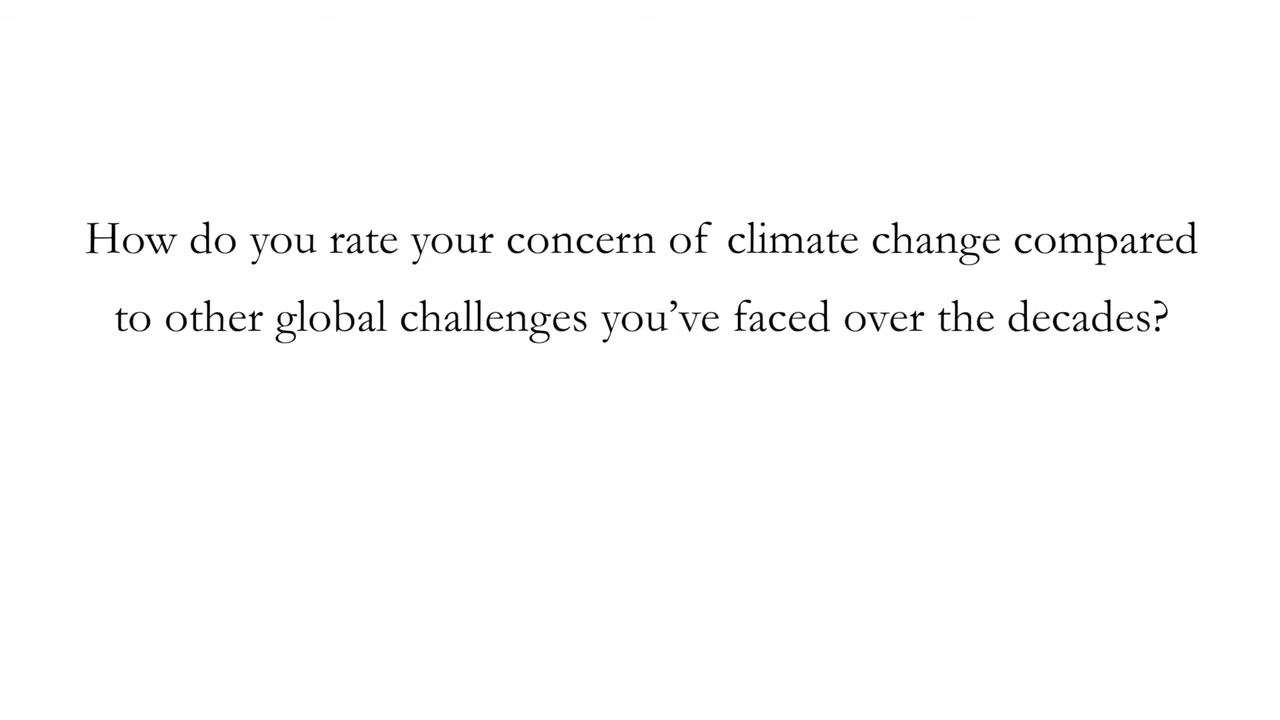 How do you rate your concern of climate change compared
to other global challenges you’ve faced over the decades?